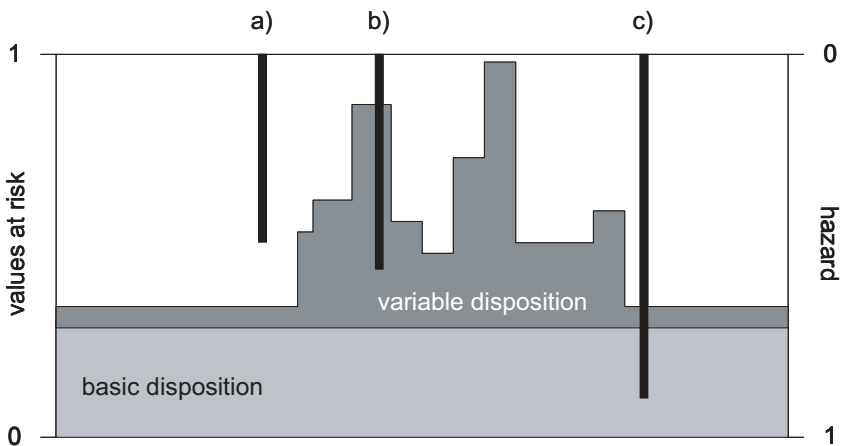 a) b) c)
1 0
values at risk
hazard
variable disposition
basic disposition
0 1